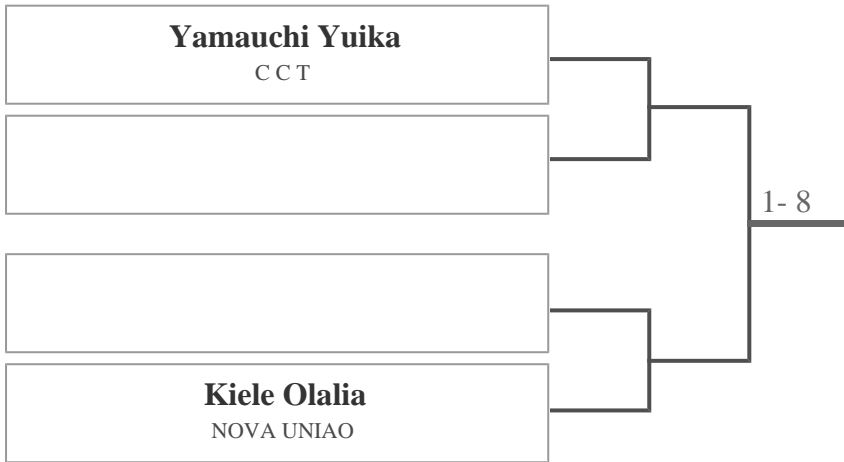 Yamauchi Yuika
C C T
1- 8
Kiele Olalia
NOVA UNIAO